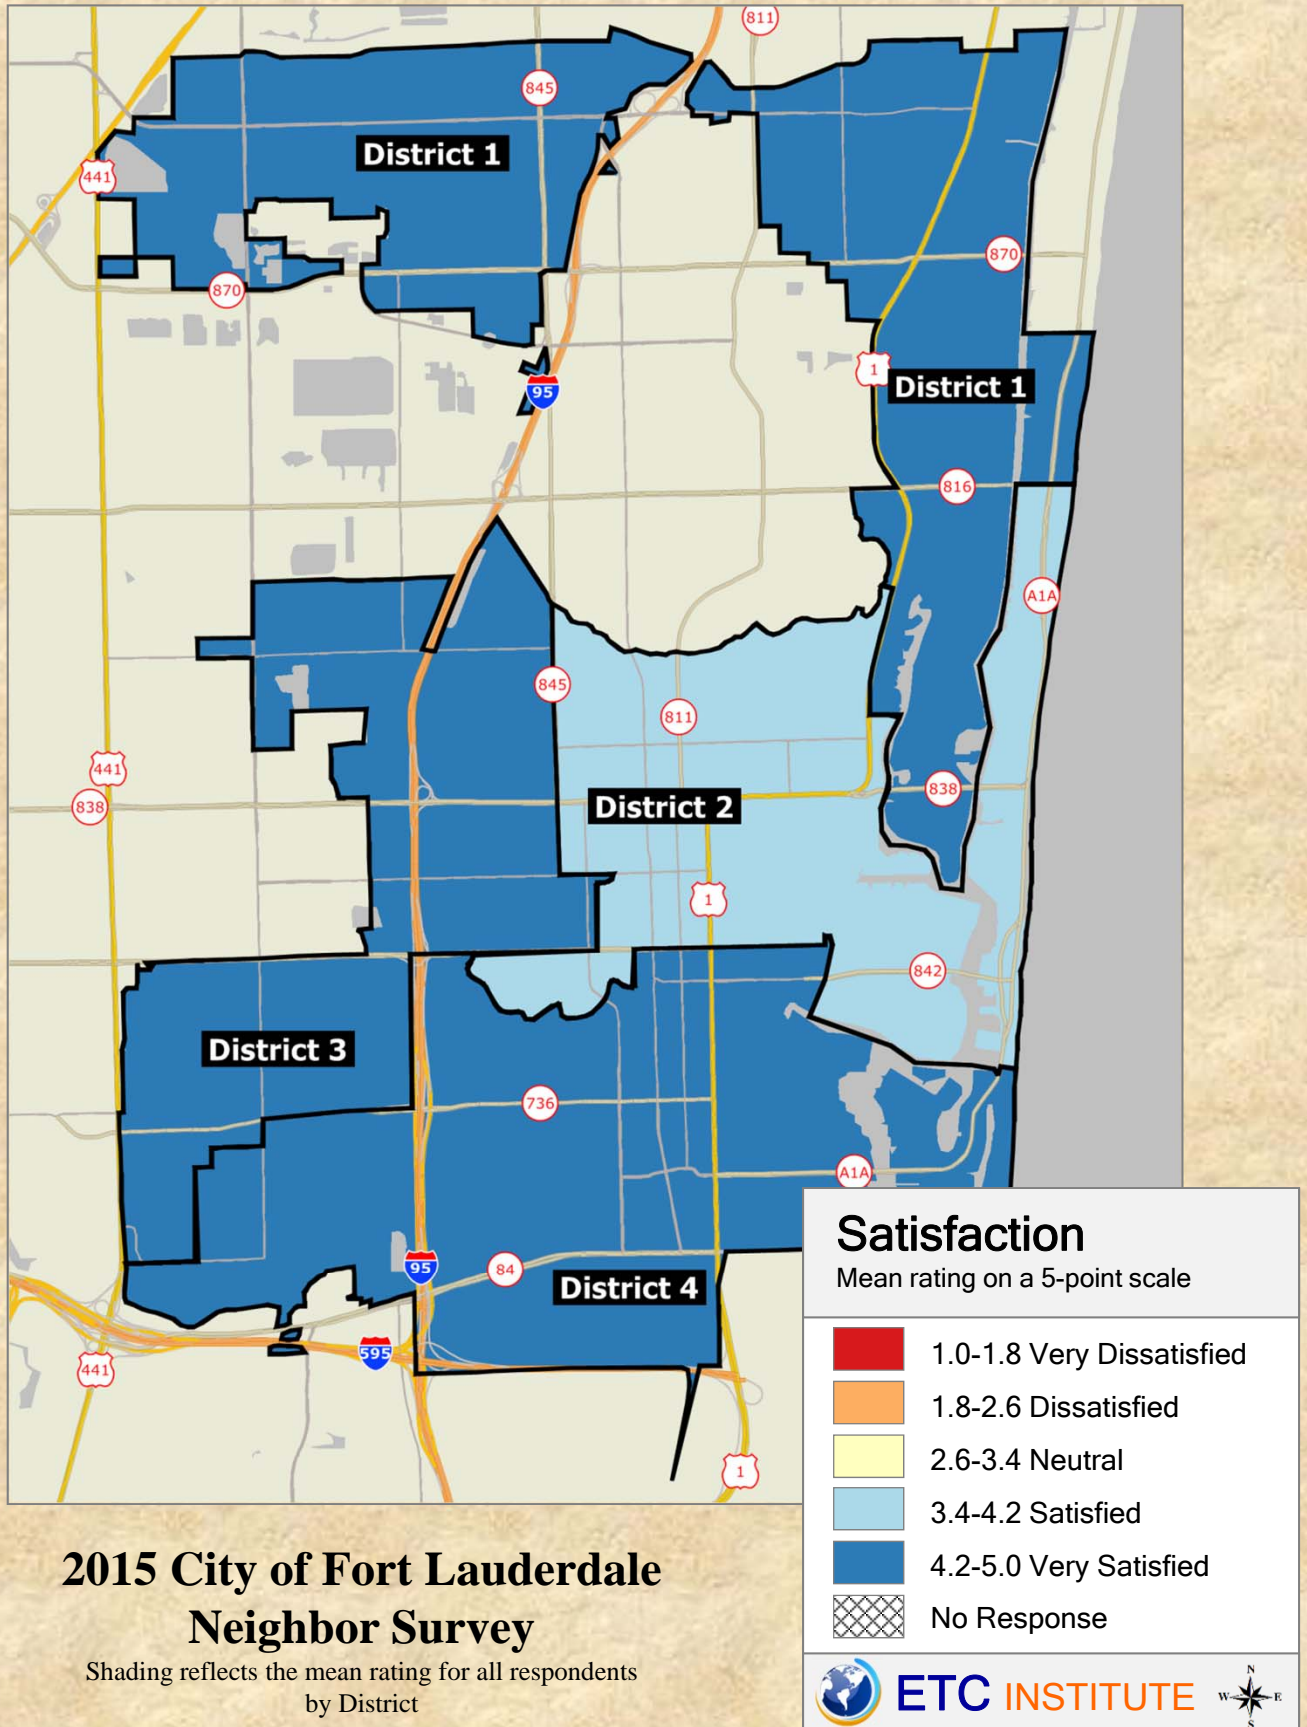 811
845
District 1
441
870
870
1
95
District 1
816
A1A
845
811
441
838
District 2
838
1
842
District 3
736
A1A
95
84
District 4
595
441
1
Satisfaction
Mean rating on a 5-point scale
1.0-1.8 Very Dissatisfied
1.8-2.6 Dissatisfied
2.6-3.4 Neutral
3.4-4.2 Satisfied
4.2-5.0 Very Satisfied
No Response
2015 City of Fort Lauderdale
Neighbor Survey
Shading reflects the mean rating for all respondents
by District
ETC INSTITUTE
N
W E
S